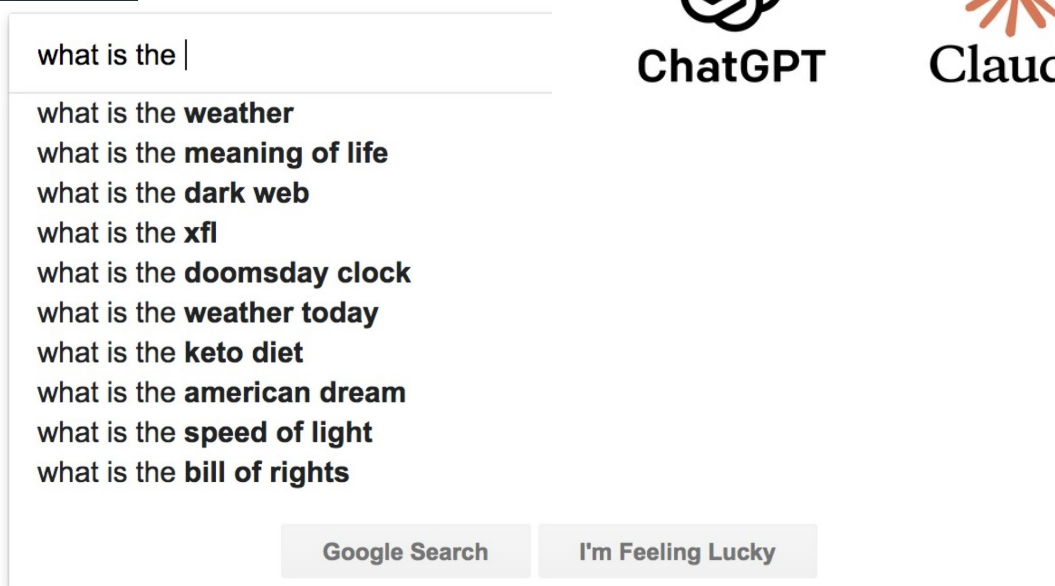 what is the
what is the weather
what is the meaning of life
what is the dark web
what is the xfl
what is the doomsday clock
what is the weather today
what is the keto diet
what is the american dream
what is the speed of light
what is the bill of rights
Google Search
I'm Feeling Lucky
ChatGPT